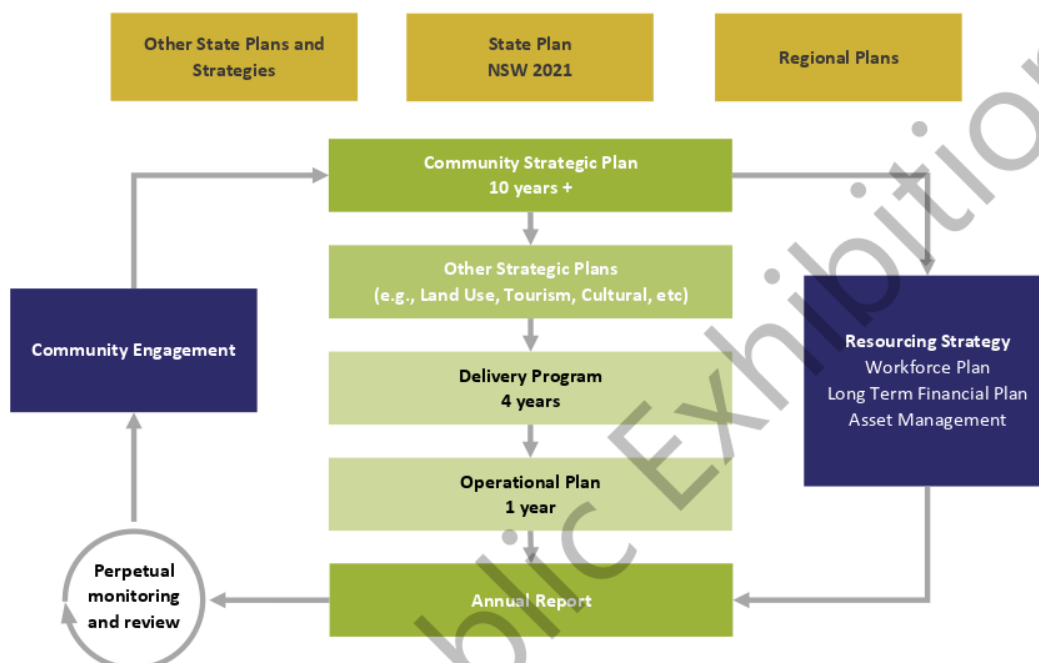 Other State Plans and
Strategies
State Plan
NSW 2021
Regional Plans
Community Strategic Plan
10 years +
Other Strategic Plans
(e.g., Land Use, Tourism, Cultural, etc)
Community Engagement
Resourcing Strategy
Workforce Plan
Long Term Financial Plan
Asset Management
Delivery Program
4 years
Operational Plan
1 year
Perpetual
monitoring
and review
Annual Report
blic Exhibition